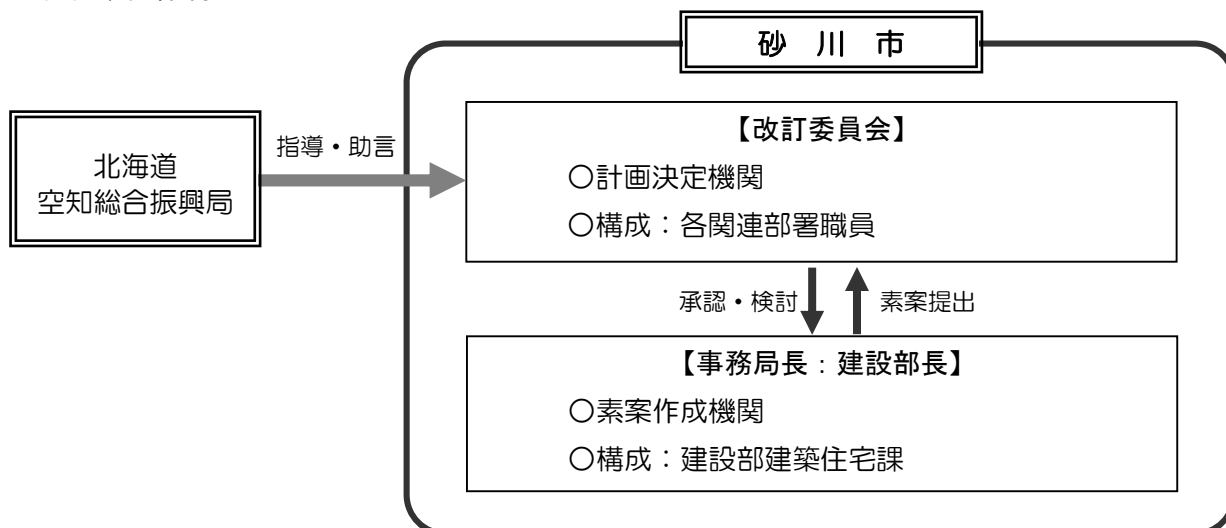 砂 川 市
北海道
空知総合振興局
指導・助言
【改訂委員会】
○計画決定機関
○構成：各関連部署職員
承認・検討
素案提出
【事務局長：建設部長】
○素案作成機関
○構成：建設部建築住宅課